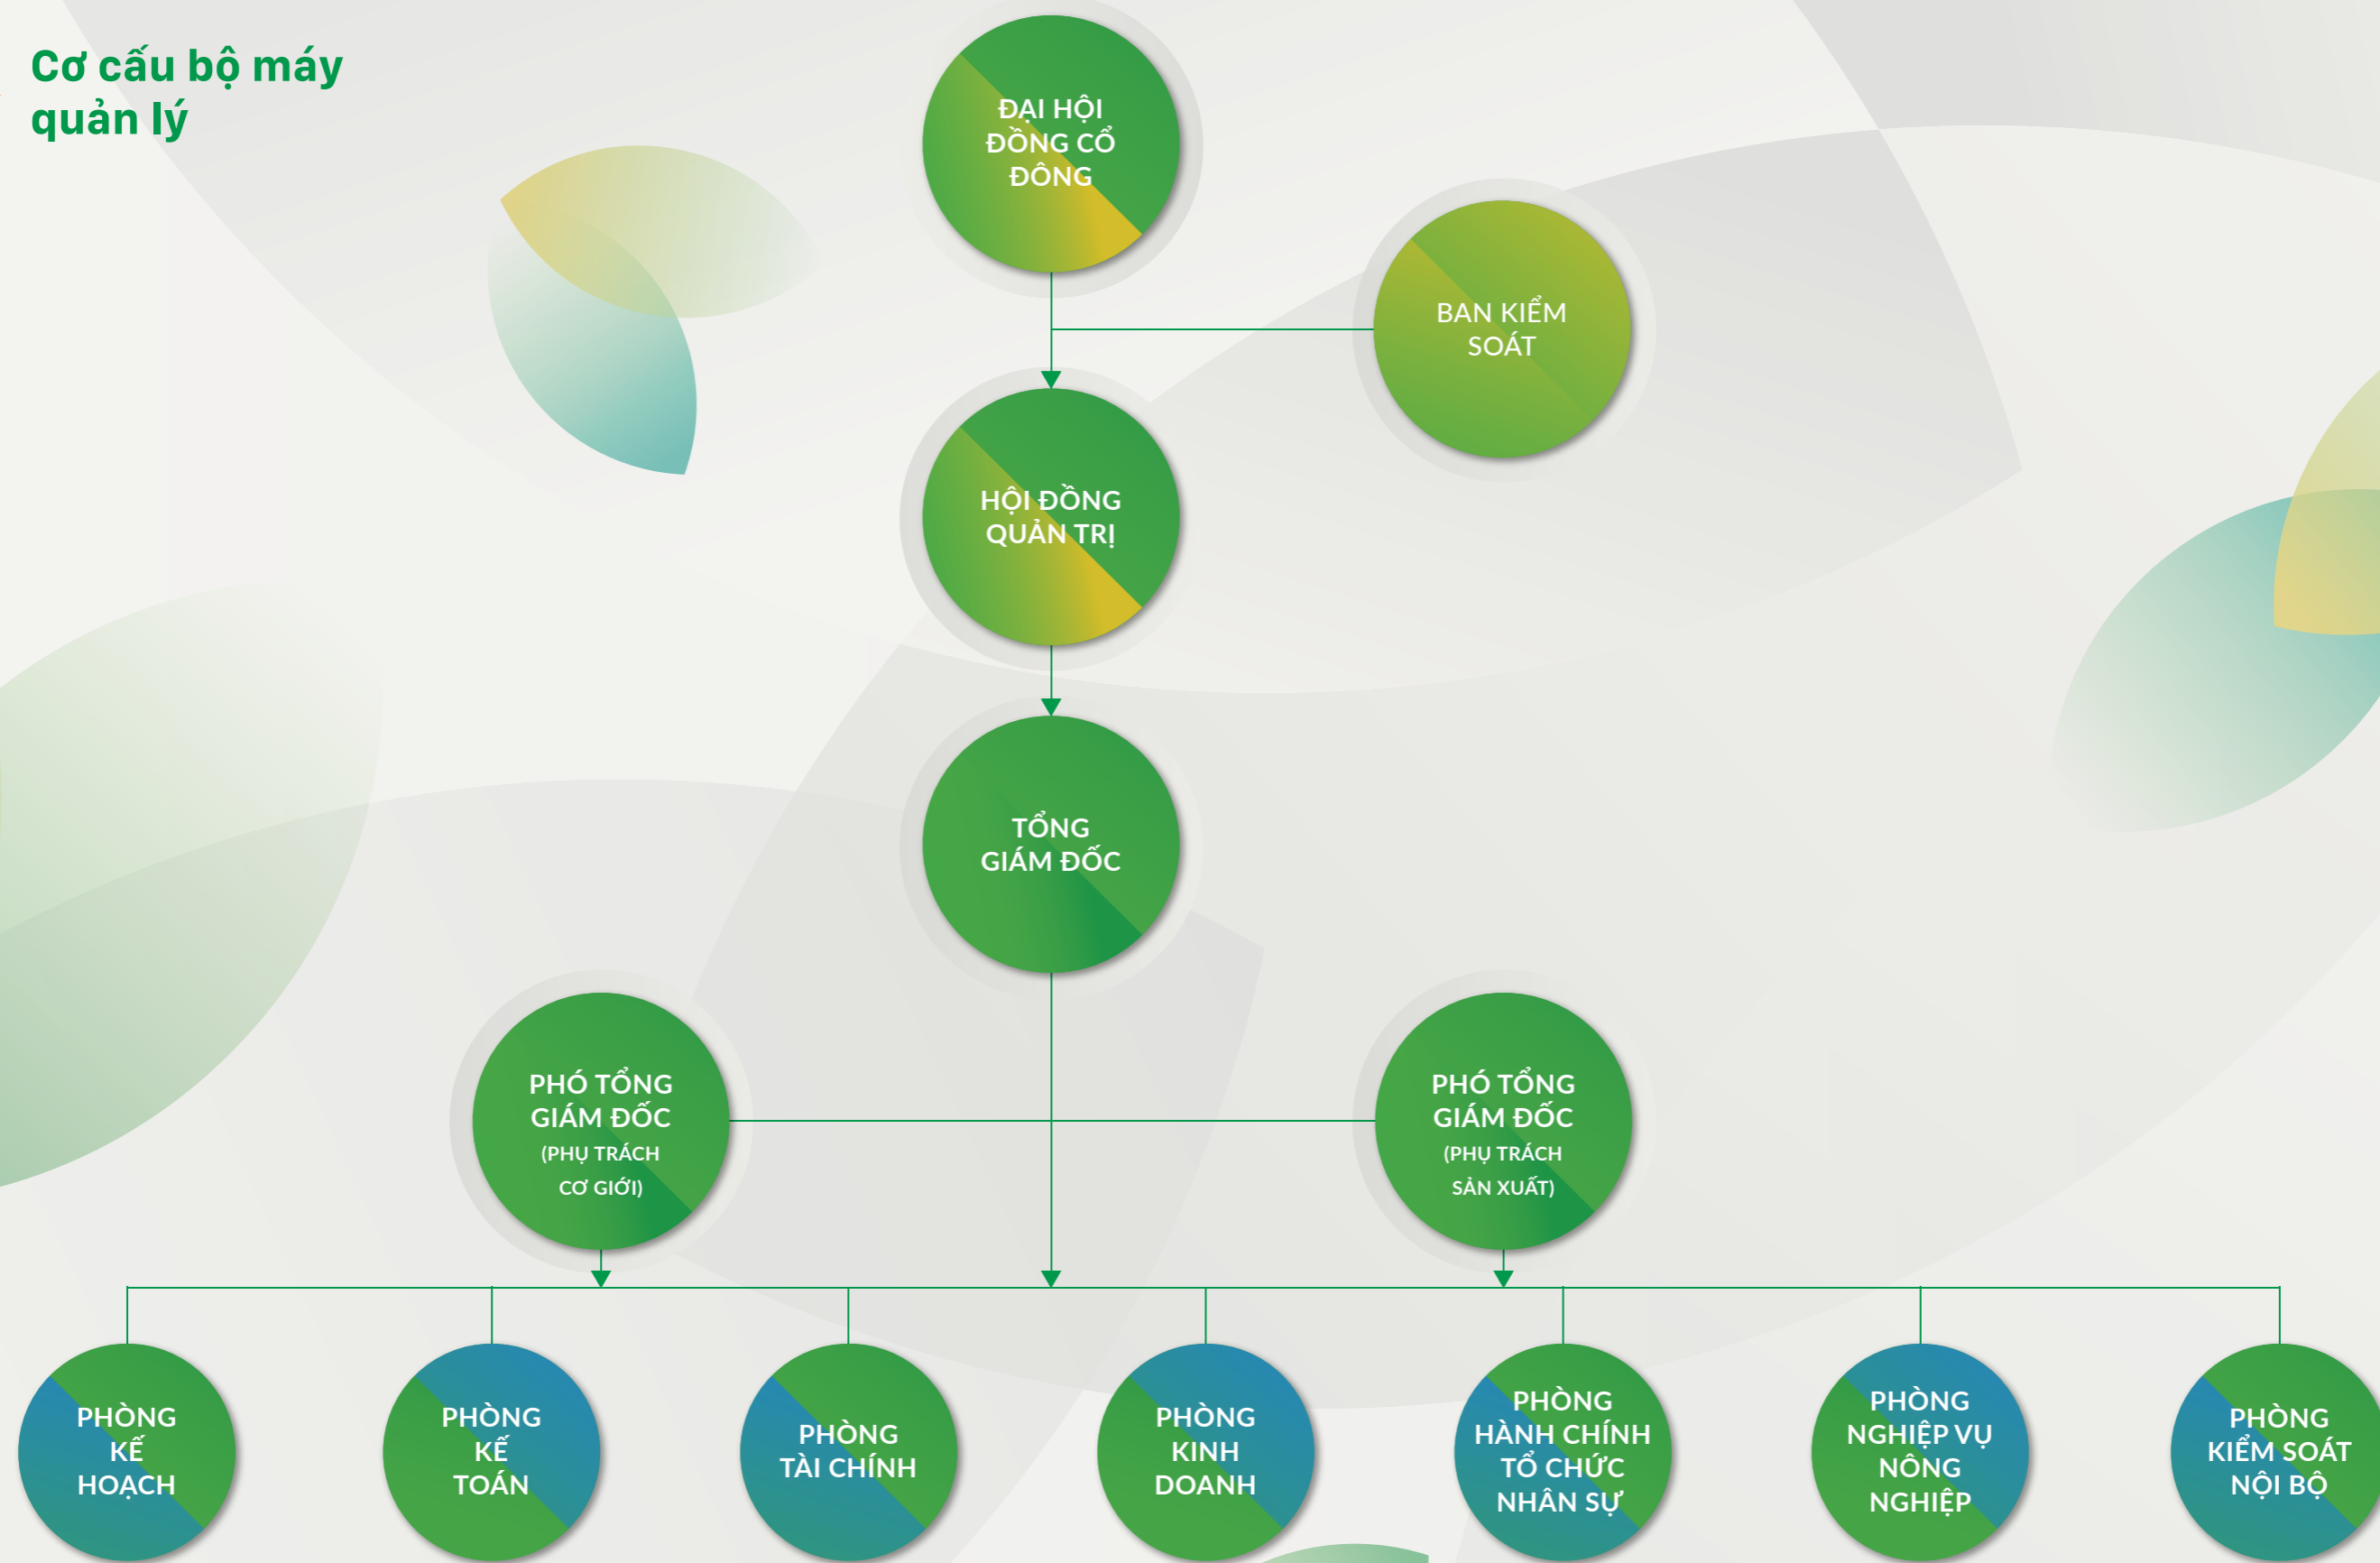 Cơ cấu bộ máy
quản lý
ĐẠI HỘI
ĐỒNG CỔ
ĐÔNG
BAN KIỂM
SOÁT
HỘI ĐỒNG
QUẢN TRỊ
TỔNG
GIÁM ĐỐC
PHÓ TỔNG
GIÁM ĐỐC
(PHỤ TRÁCH
CƠ GIỚI)
PHÓ TỔNG
GIÁM ĐỐC
(PHỤ TRÁCH
SẢN XUẤT)
PHÒNG
KẾ
HOẠCH
PHÒNG
KẾ
TOÁN
PHÒNG
TÀI CHÍNH
PHÒNG
KINH
DOANH
PHÒNG
HÀNH CHÍNH
TỔ CHỨC
NHÂN SỰ
PHÒNG
NGHIỆP VỤ
NÔNG
NGHIỆP
PHÒNG
KIỂM SOÁT
NỘI BỘ